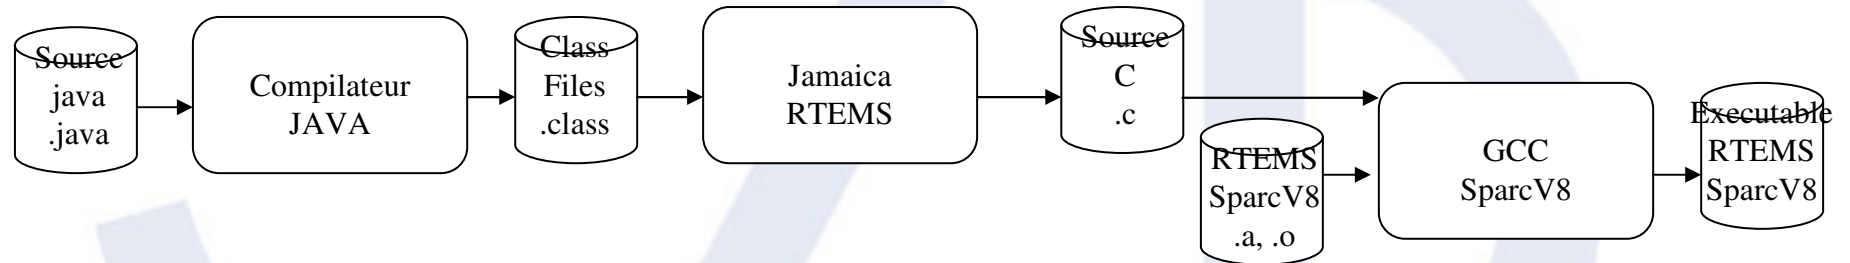 Source
java
.java
Compilateur
JAVA
Class
Files
.class
Jamaica
RTEMS
Source
C
.c
RTEMS
SparcV8
.a, .o
GCC
SparcV8
Executable
RTEMS
SparcV8